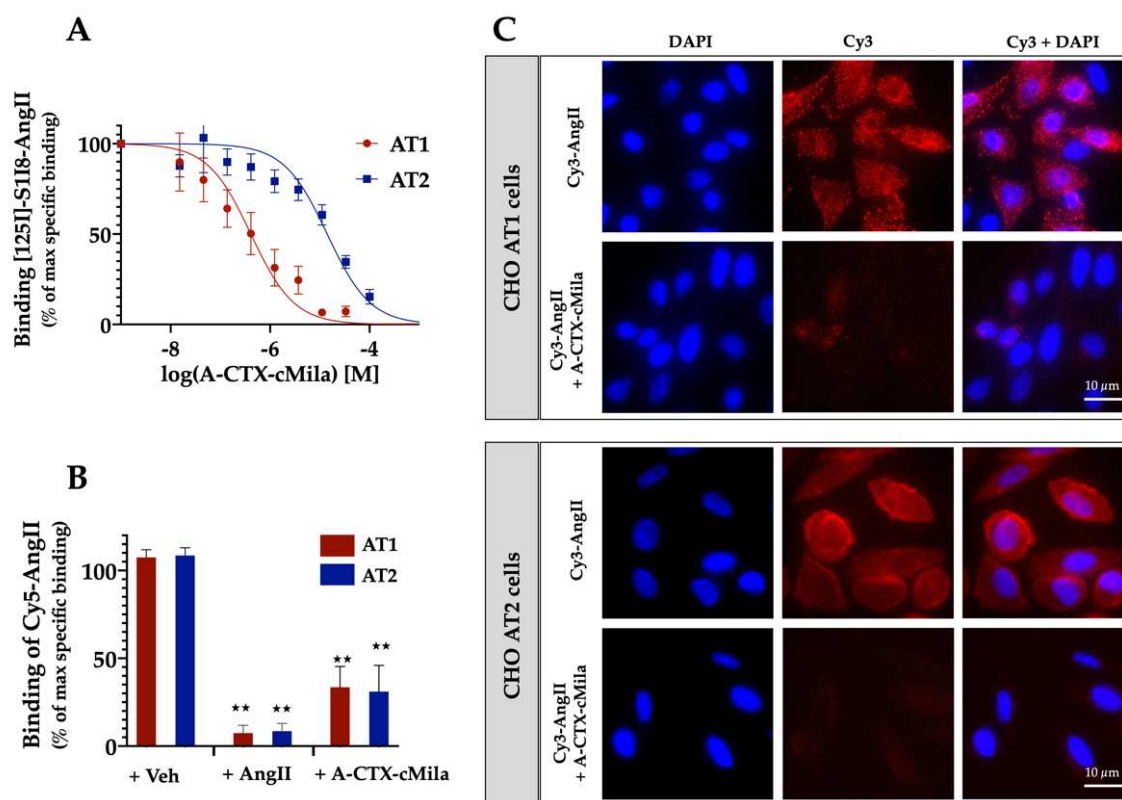 A
Binding [125I]-S1I8-AngII
(% of max specific binding)
100
50
0
-8
-6
-4
log(A-CTX-cMila) [M]
AT1
AT2
B
Binding of Cy5-AngII
(% of max specific binding)
100
50
0
AT1
AT2
★★
★★
★★
★★
+ Veh
+ AngII
+ A-CTX-cMila
C
DAPI
Cy3
Cy3 + DAPI
CHO AT1 cells
Cy3-AngII
Cy3-AngII
+ A-CTX-cMila
10 µm
CHO AT2 cells
Cy3-AngII
Cy3-AngII
+ A-CTX-cMila
10 µm